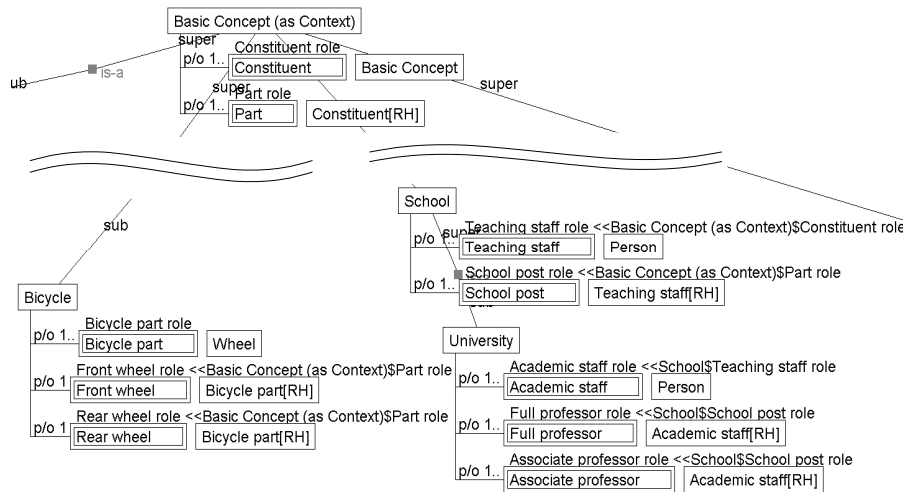 Basic Concept (as Context)
super
Constituent role
p/o 1..
Constituent
Basic Concept
ub
is-a
super
super
Part role
p/o 1..
Part
Constituent[RH]
sub
School
Teaching staff role <<Basic Concept (as Context)$Constituent role
p/o 1..
super
Teaching staff
Person
School post role <<Basic Concept (as Context)$Part role
p/o 1..
School post
Teaching staff[RH]
Bicycle
Bicycle part role
p/o 1..
Bicycle part
Wheel
Front wheel role <<Basic Concept (as Context)$Part role
p/o 1
Front wheel
Bicycle part[RH]
Rear wheel role <<Basic Concept (as Context)$Part role
p/o 1
Rear wheel
Bicycle part[RH]
University
Academic staff role <<School$Teaching staff role
p/o 1..
Academic staff
Person
Full professor role <<School$School post role
p/o 1..
Full professor
Academic staff[RH]
Associate professor role <<School$School post role
p/o 1..
Associate professor
Academic staff[RH]